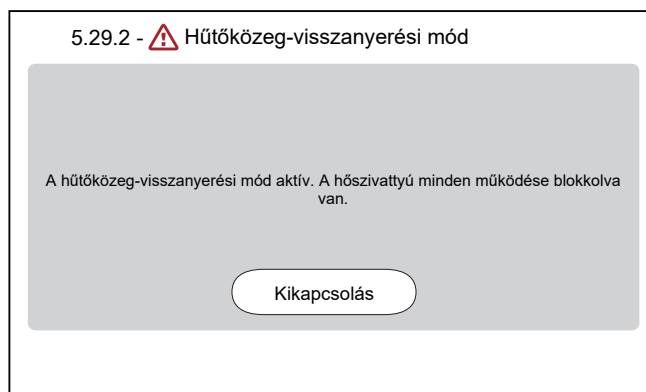 5.29.2 - Hűtőközeg-visszanyerési mód
A hűtőközeg-visszanyerési mód aktív. A hőszivattyú minden működése blokkolva
van.
Kikapcsolás